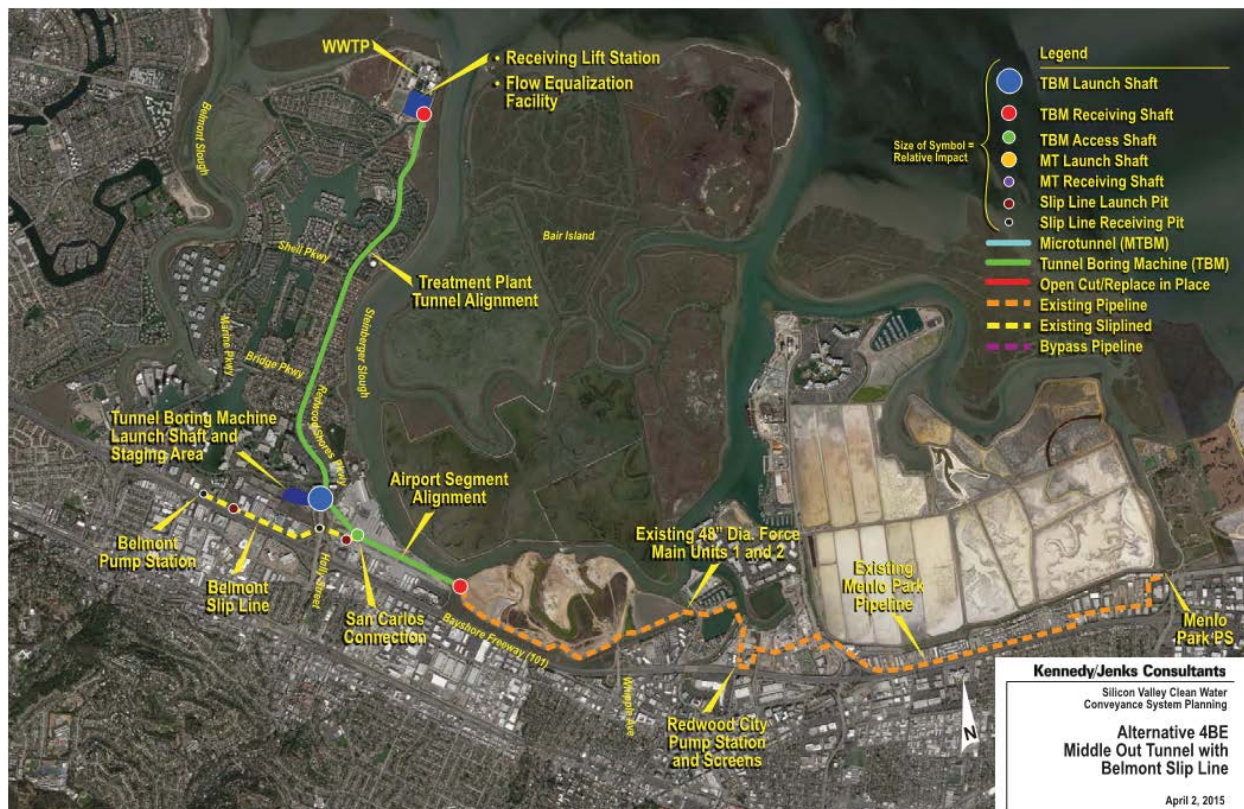 WWTP
• Receiving Lift Station
• Flow Equalization
Facility
Belmont Slough
Shell Pkwy
Bair Island
Treatment Plant
Tunnel Alignment
Steinberger Slough
Marine Pkwy
Bridge Pkwy
Redwood Shores Pkwy
Tunnel Boring Machine
Launch Shaft and
Staging Area
Airport Segment
Alignment
Belmont
Pump Station
Belmont
Slip Line
Holly Street
San Carlos
Connection
Bayshore Freeway (101)
Existing 48" Dia. Force
Main Units 1 and 2
Whipple Ave
Redwood City
Pump Station
and Screens
Existing
Menlo Park
Pipeline
Menlo
Park PS
Legend
Size of Symbol =
Relative Impact
TBM Launch Shaft
TBM Receiving Shaft
TBM Access Shaft
MT Launch Shaft
MT Receiving Shaft
Slip Line Launch Pit
Slip Line Receiving Pit
Microtunnel (MTBM)
Tunnel Boring Machine (TBM)
Open Cut/Replace in Place
Existing Pipeline
Existing Sliplined
Bypass Pipeline
N
Kennedy/Jenks Consultants
Silicon Valley Clean Water
Conveyance System Planning
Alternative 4BE
Middle Out Tunnel with
Belmont Slip Line
April 2, 2015